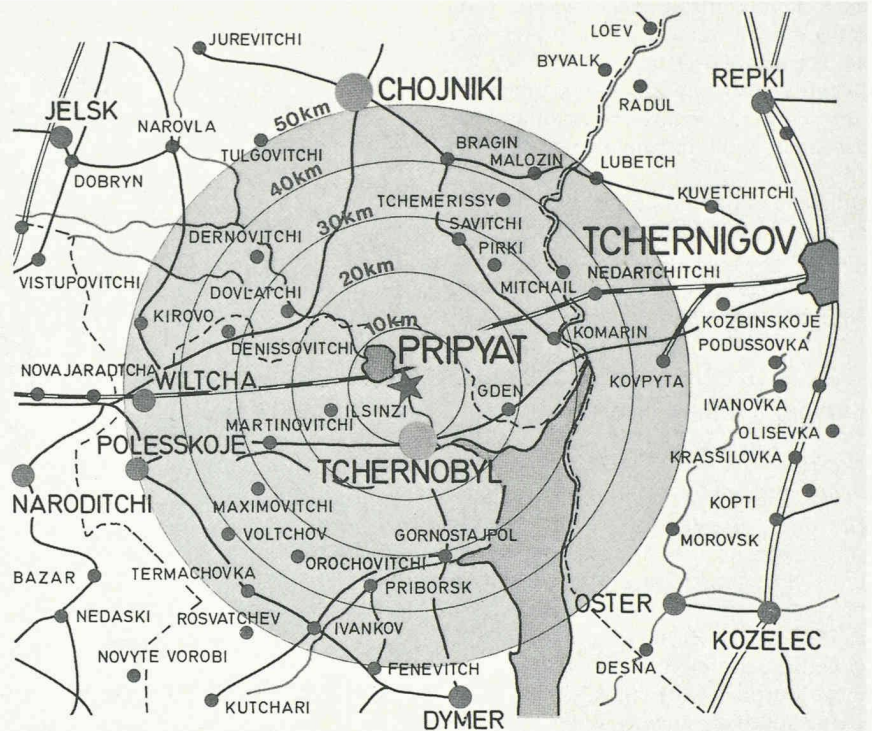 LOEV
JUREVITCHI
BYVALK
REPKI
CHOJNIKI
RADUL
JELSK
50km
NAROVLA
BRAGIN
TULGOVITCHI
MALOZIN
LUBETCH
DOBRYN
40km
KUVETCHITCHI
TCHEMERISSY
30km
SAVITCHI
DERNOVITCHI
TCHERNIGOV
PIRKI
20km
VISTUPOVITCHI
MITCHAIL
NEDARTCHITCHI
DOVLATCHI
KIROVO
10km
KOZBINSKOJE
KOMARIN
DENISSOVITCHI
PRIPYAT
PODUSSOVKA
NOVAJARADTCHA
WILTCHA
GDEN
KOVPYTA
IVANOVKA
ILSINZI
MARTINOVITCHI
OLISEVKA
POLESSKOJE
KRASSILOVKA
TCHERNOBYL
NARODITCHI
MAXIMOVITCHI
KOPTI
GORNOSTAJPOL
VOLTCHOV
MOROVSK
OROCHOVITCHI
BAZAR
TERMACHOVKA
PRIBORSK
OSTER
NEDASKI
ROSVATCHEV
IVANKOV
KOZELEC
NOVYTE VOROBI
FENEVITCH
DESNA
KUTCHARI
DYMER